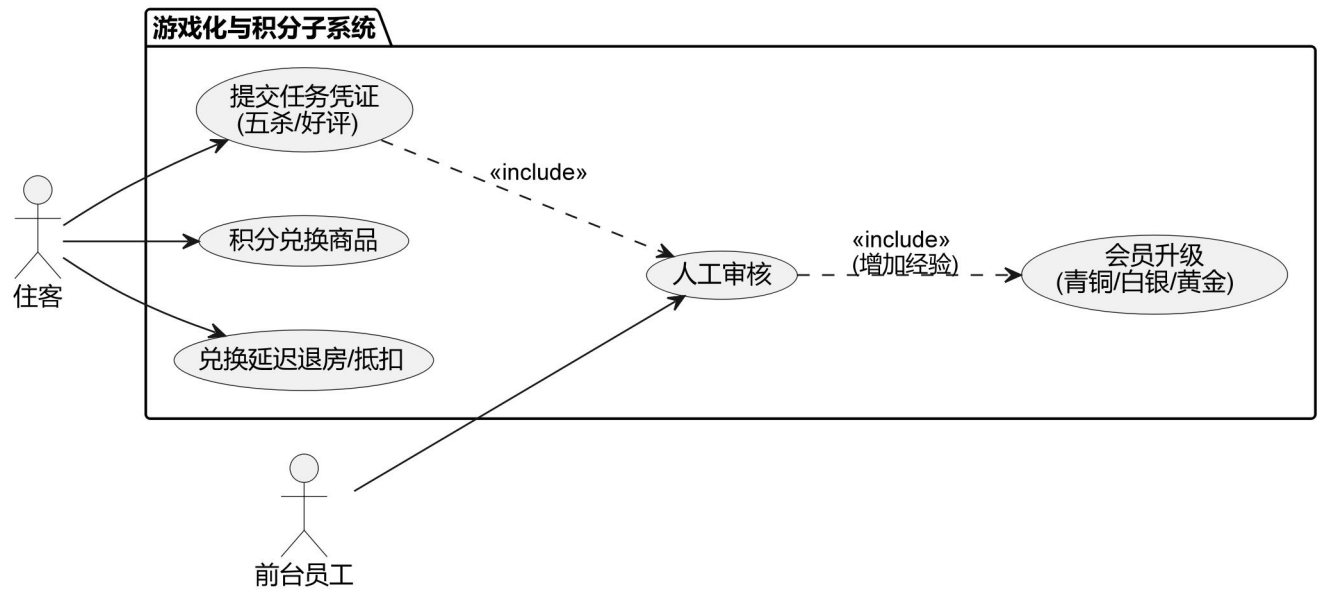 游戏化与积分子系统
提交任务凭证
(五杀/好评)
«include»
积分兑换商品
人工审核
«include»
(增加经验)
会员升级
(青铜/白银/黄金)
住客
兑换延迟退房/抵扣
前台员工